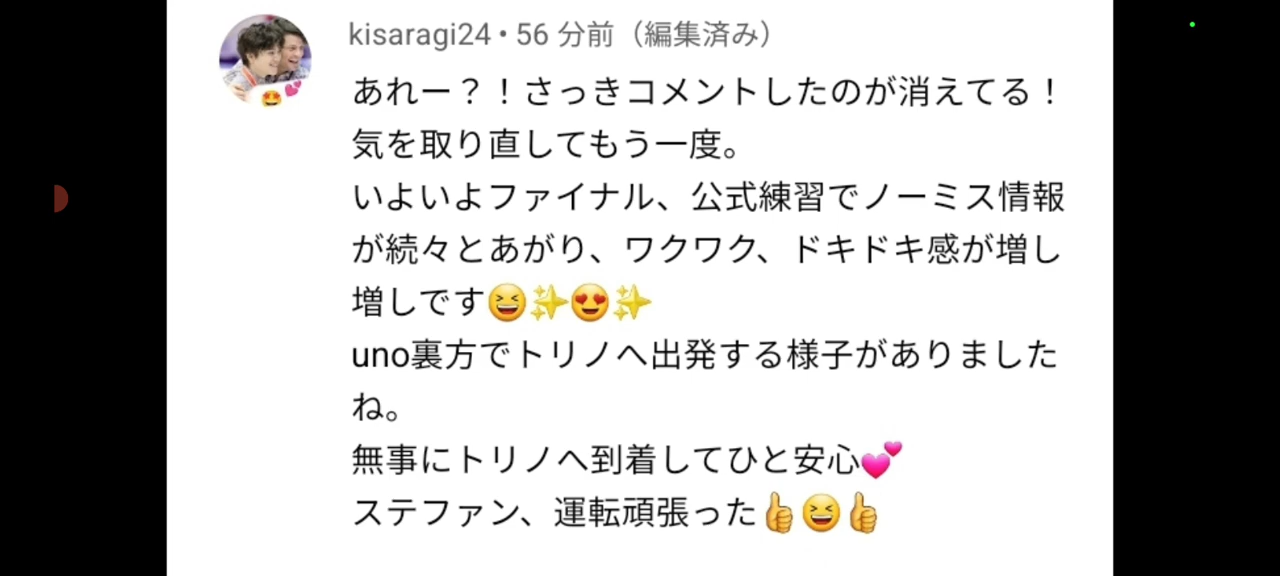 kisaragi24 • 56 分前（編集済み）
あれー？！さっきコメントしたのが消えてる！
気を取り直してもう一度。
いよいよファイナル、公式練習でノーミス情報
が続々とあがり、ワクワク、ドキドキ感が増し
増しです😆✨😍✨
uno裏方でトリノへ出発する様子がありました
ね。
無事にトリノへ到着してひと安心💕
ステファン、運転頑張った👍😆👍